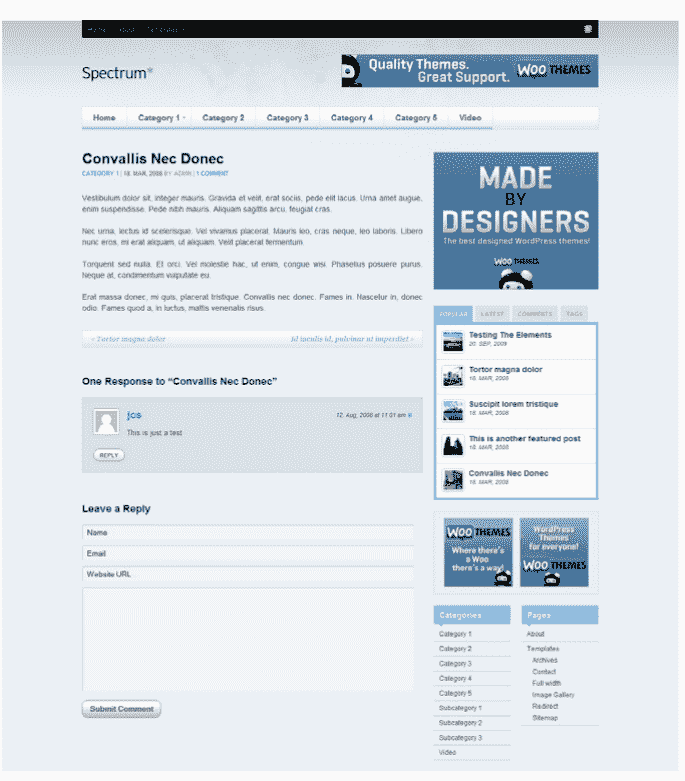 Home
Spectrum*
Quality Themes.
Great Support.
WOO THEMES
Home Category 1 Category 2 Category 3 Category 4 Category 5 Video
Convallis Nec Donec
CATEGORY 1 | 18. MAR, 2008 BY ADMIN | 1 COMMENT
Vestibulum dolor sit, integer mauris. Gravida et velit, erat sociis, pede elit lacus. Urna amet augue,
enim suspendisse. Pede nibh mauris. Aliquam sagittis arcu, feugiat cras.
Nec urna, lectus id scelerisque. Vel vivamus placerat. Mauris leo, cras neque, leo laboris. Libero
nunc eros, mi erat aliquam, ut aliquam. Velit placerat fermentum.
Torquent sed nulla. Et orci. Vel molestie hac, ut enim, congue wisi. Phasellus posuere purus.
Neque at, condimentum vulputate eu.
Erat massa donec, mi quis, placerat tristique. Convallis nec donec. Fames in. Nascetur in, donec
odio. Fames quod a, in luctus, mattis venenatis risus.
‹ Tortor magna dolor
Id iaculis id, pulvinar ut imperdiet ›
One Response to “Convallis Nec Donec”
jos
12. Aug, 2008 at 11:01 am #
This is just a test
REPLY
Leave a Reply
Name
Email
Website URL
Submit Comment
MADE
BY
DESIGNERS
The best designed WordPress themes!
WOO THEMES
POPULAR LATEST COMMENTS TAGS
Testing The Elements
20. SEP, 2008
Tortor magna dolor
18. MAR, 2008
Suscipit lorem tristique
18. MAR, 2008
This is another featured post
18. MAR, 2008
Convallis Nec Donec
18. MAR, 2008
WOO THEMES
Where there's
a Woo
there's a way!
WordPress
Themes
for everyone!
WOO THEMES
Categories
Category 1
Category 2
Category 3
Category 4
Category 5
Subcategory 1
Subcategory 2
Subcategory 3
Video
Pages
About
Templates
Archives
Contact
Full width
Image Gallery
Redirect
Sitemap